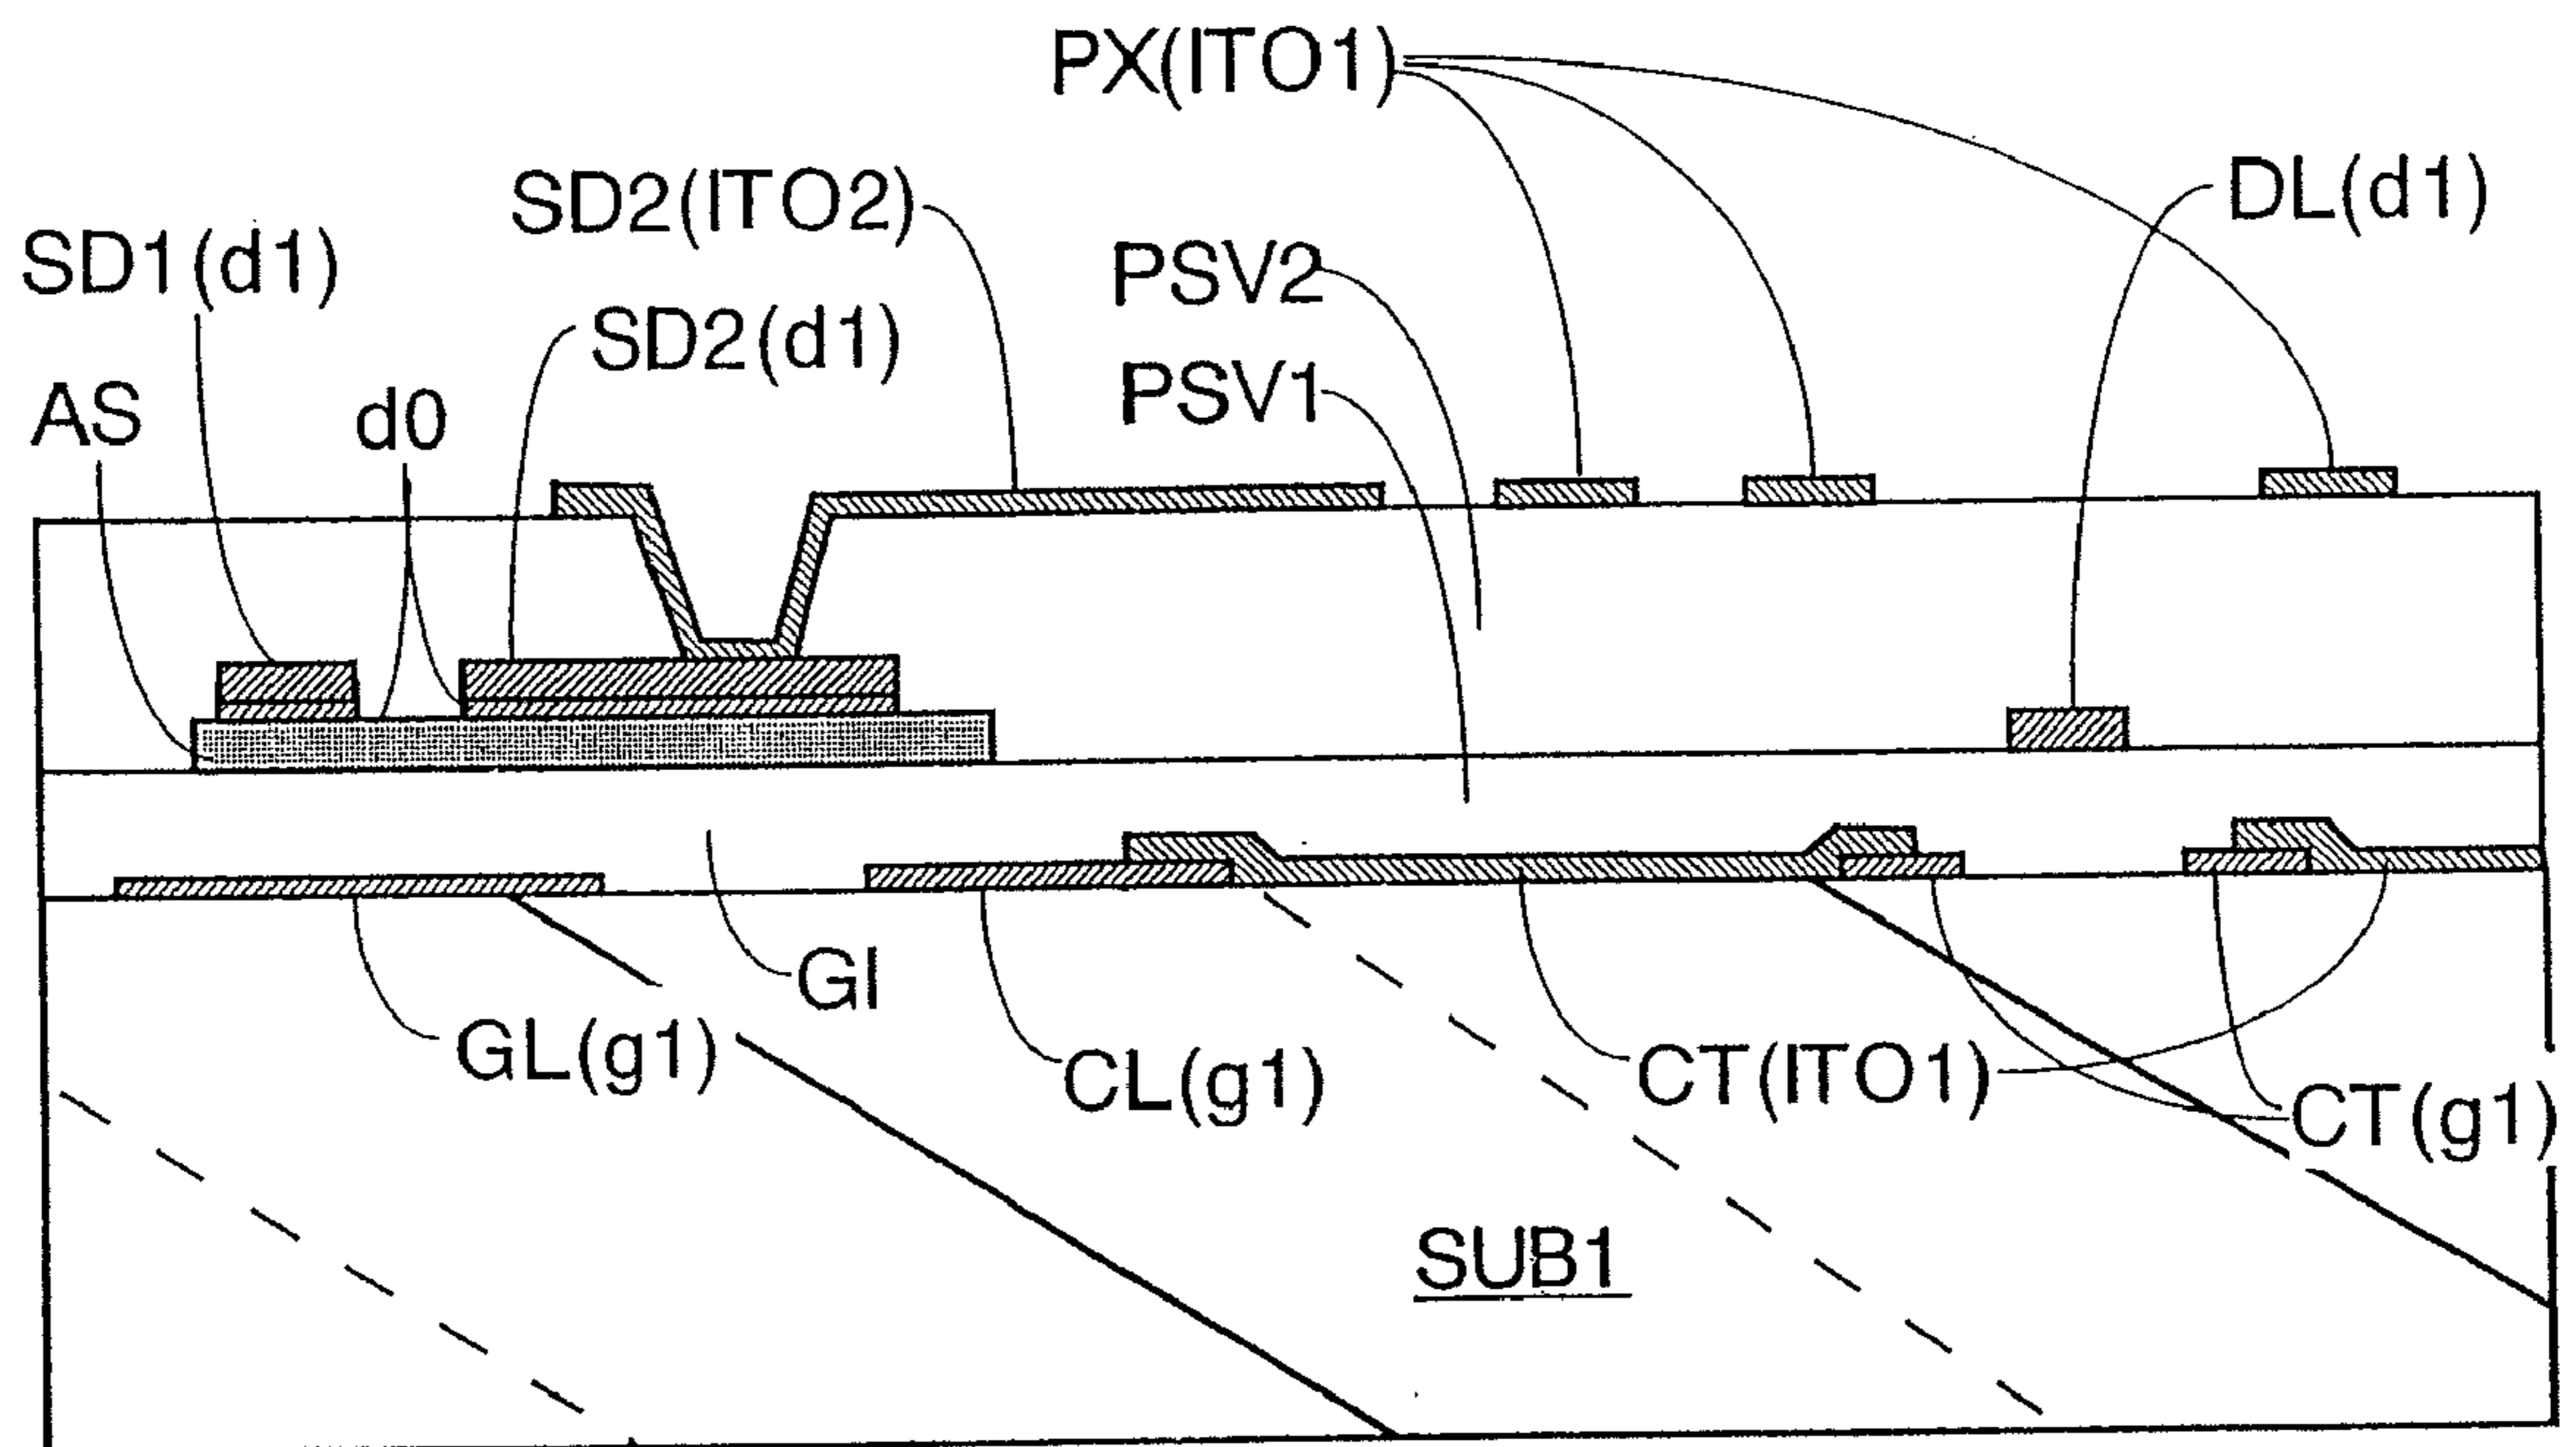 PX(ITO1)
SD2(ITO2)
DL(d1)
SD1(d1)
PSV2
SD2(d1)
PSV1
AS
d0
GI
GL(g1)
CL(g1)
CT(ITO1)
CT(g1)
SUB1